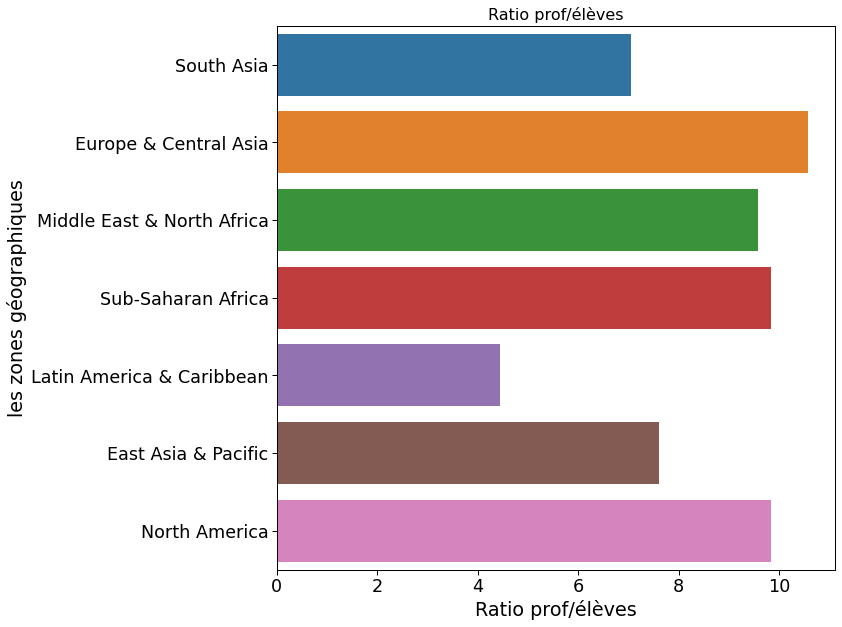 Ratio prof/élèves
les zones géographiques
South Asia
Europe & Central Asia
Middle East & North Africa
Sub-Saharan Africa
Latin America & Caribbean
East Asia & Pacific
North America
0 2 4 6 8 10
Ratio prof/élèves